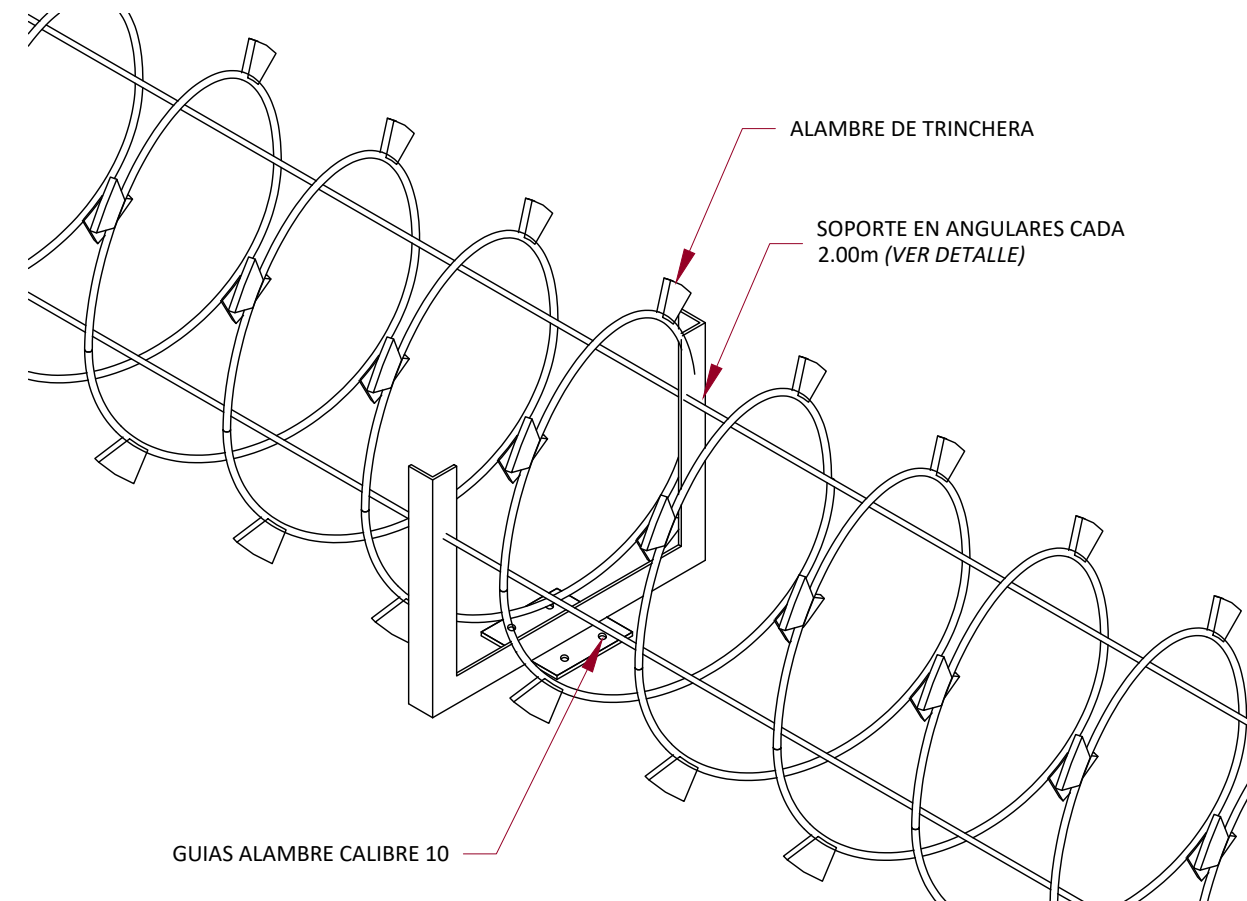 ALAMBRE DE TRINCHERA
SOPORTE EN ANGULARES CADA
2.00m (VER DETALLE)
GUIAS ALAMBRE CALIBRE 10